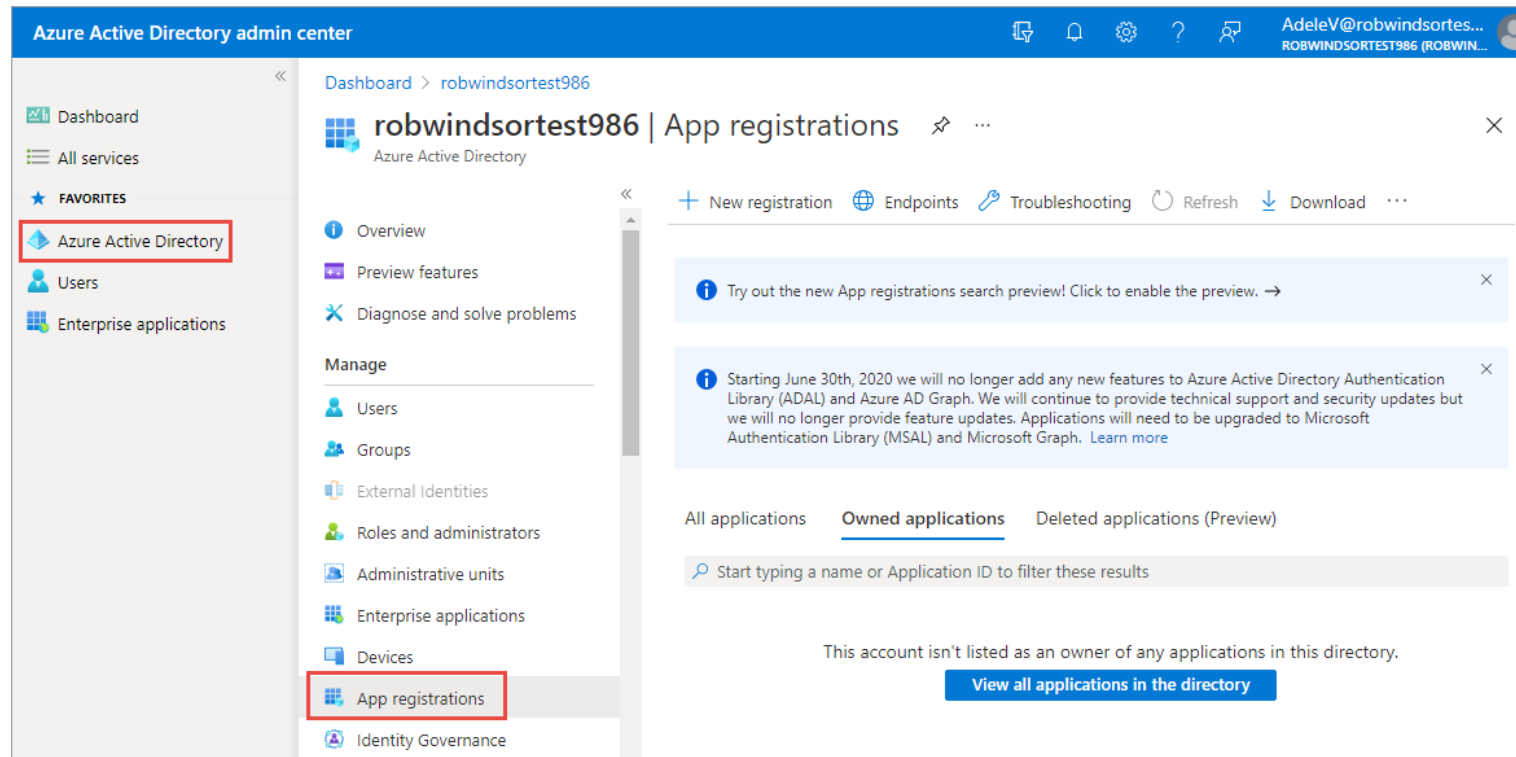 Azure Active Directory admin center
AdeleV@robwindsortes...
ROBWINDSORTEST986 (ROBWIN...
Dashboard
All services
FAVORITES
Azure Active Directory
Users
Enterprise applications
Dashboard > robwindsortest986
robwindsortest986 | App registrations
Azure Active Directory
Overview
Preview features
Diagnose and solve problems
Manage
Users
Groups
External Identities
Roles and administrators
Administrative units
Enterprise applications
Devices
App registrations
Identity Governance
New registration Endpoints Troubleshooting Refresh Download ...
Try out the new App registrations search preview! Click to enable the preview. →
Starting June 30th, 2020 we will no longer add any new features to Azure Active Directory Authentication
Library (ADAL) and Azure AD Graph. We will continue to provide technical support and security updates but
we will no longer provide feature updates. Applications will need to be upgraded to Microsoft
Authentication Library (MSAL) and Microsoft Graph. Learn more
All applications Owned applications Deleted applications (Preview)
Start typing a name or Application ID to filter these results
This account isn't listed as an owner of any applications in this directory.
View all applications in the directory